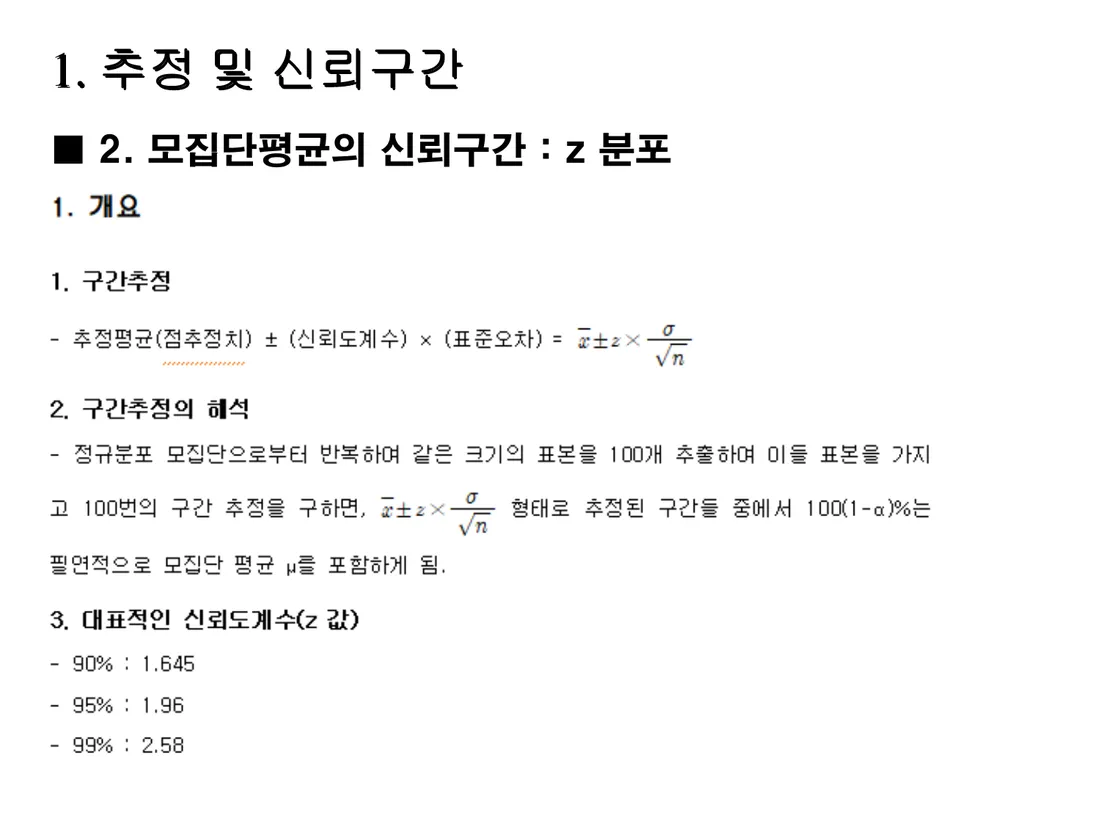 1. 추정 및 신뢰구간
■ 2. 모집단평균의 신뢰구간 : z 분포
1. 개요
1. 구간추정
- 추정평균(점추정치) ± (신뢰도계수) × (표준오차) = x̄ ± z × σ/√n
2. 구간추정의 해석
- 정규분포 모집단으로부터 반복하여 같은 크기의 표본을 100개 추출하여 이들 표본을 가지
고 100번의 구간 추정을 구하면, x̄ ± z × σ/√n 형태로 추정된 구간들 중에서 100(1-α)%는
필연적으로 모집단 평균 μ를 포함하게 됨.
3. 대표적인 신뢰도계수(z 값)
- 90% : 1.645
- 95% : 1.96
- 99% : 2.58